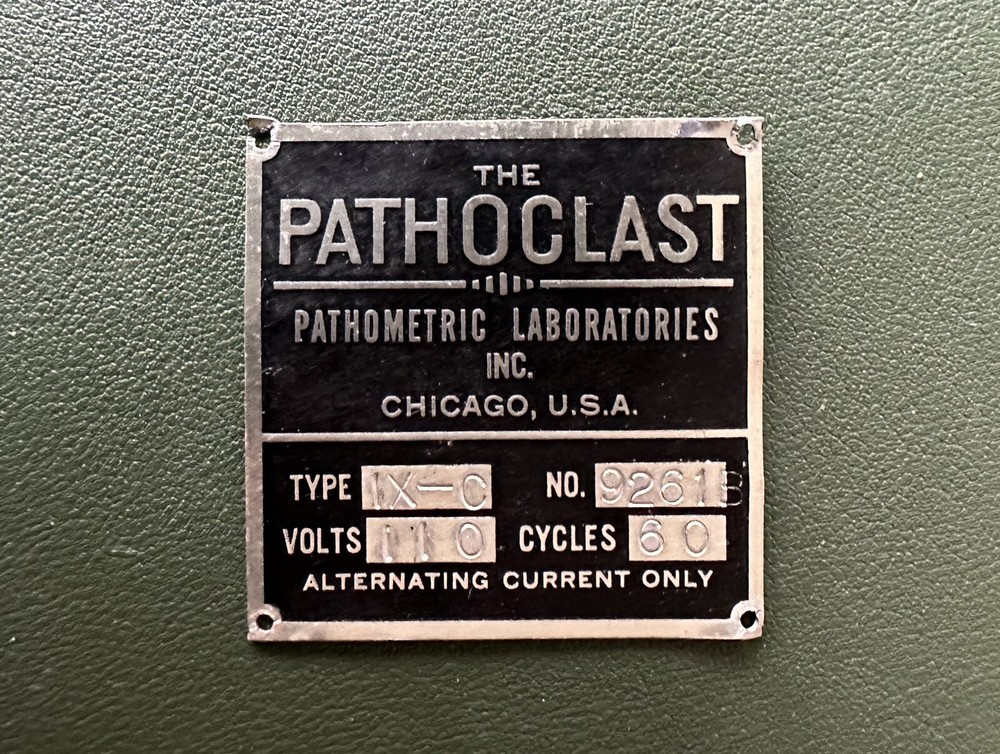 THE
PATHOCLAST
PATHOMETRIC LABORATORIES
INC.
CHICAGO, U.S.A.
TYPE IX-C NO. 9261B
VOLTS 110 CYCLES 60
ALTERNATING CURRENT ONLY